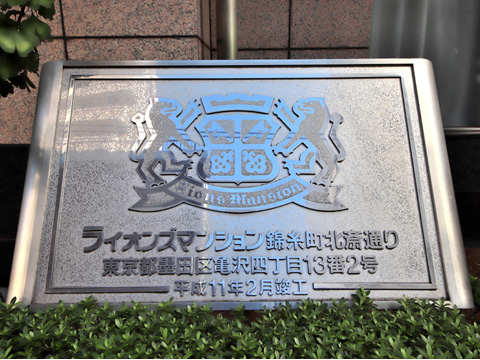 Lions Mansion
ライオンズマンション錦糸町北斎通り
東京都墨田区亀沢四丁目13番2号
平成11年2月竣工